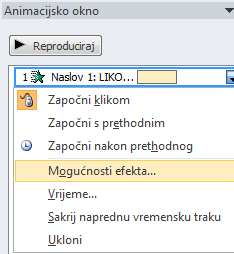 Animacijsko okno
Reproduciraj
1 Naslov 1: LIKO...
Započni klikom
Započni s prethodnim
Započni nakon prethodnog
Mogućnosti efekta...
Vrijeme...
Sakrij naprednu vremensku traku
Ukloni